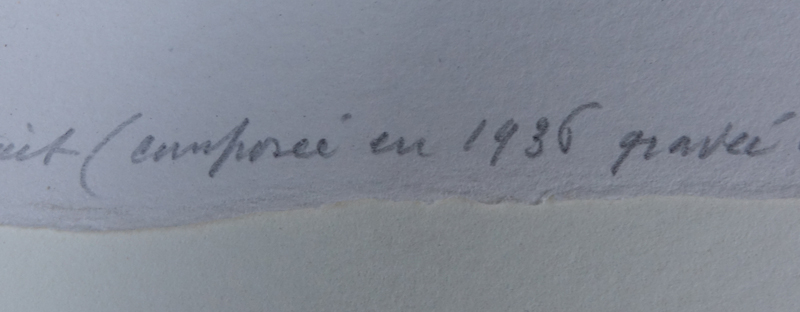 (composée en 1936 gravée